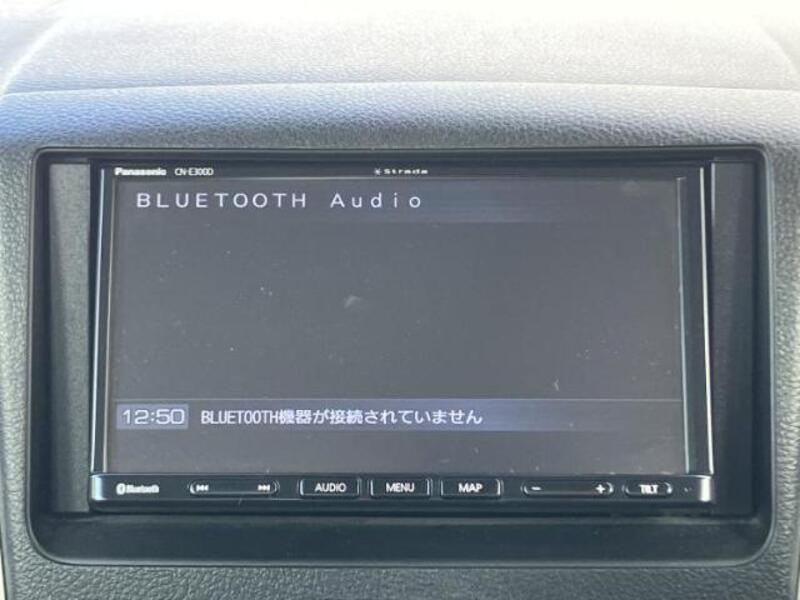 Panasonic CN-E300D Strada
BLUETOOTH Audio
12:50 BLUETOOTH機器が接続されていません
Bluetooth AUDIO MENU MAP TILT